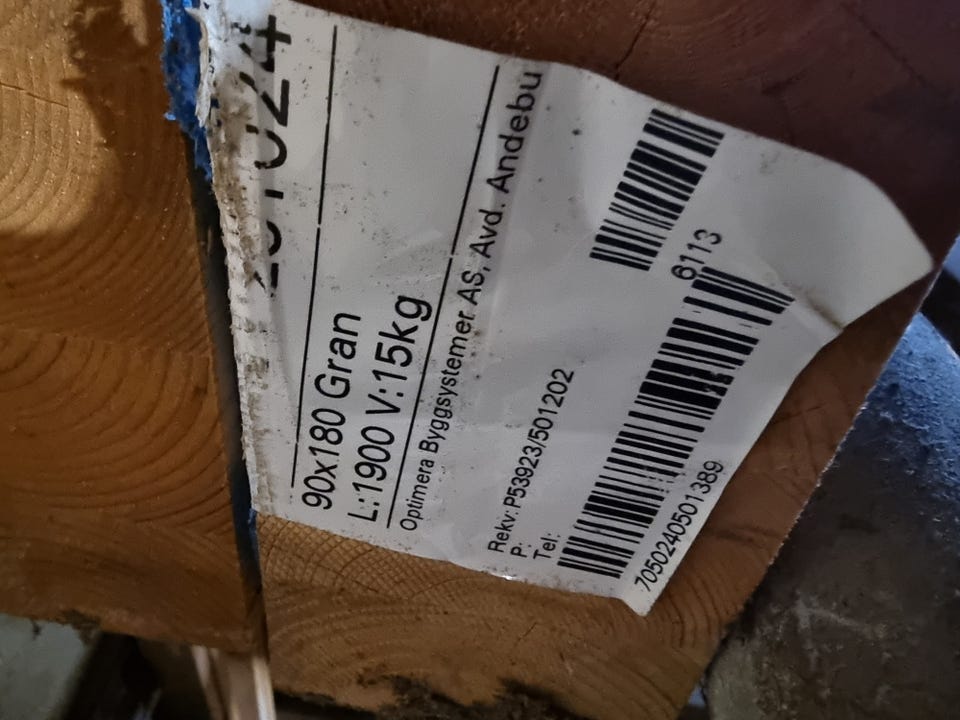 90x180 Gran
L:1900 V:15kg
Optimera Byggsystemer AS, Avd. Andebu
Rekv:P53923/501202
P:
Tel:
6113
7050240501389